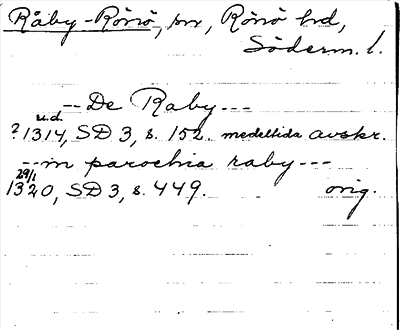 Råby-Rönö, sn, Rönö hd,
Söderm. l.
--- De Raby ---
u.d.
? 1314, SD 3, s. 152. medeltida avskr.
--- in parochia raby ---
29/1
1320, SD 3, s. 449. orig.